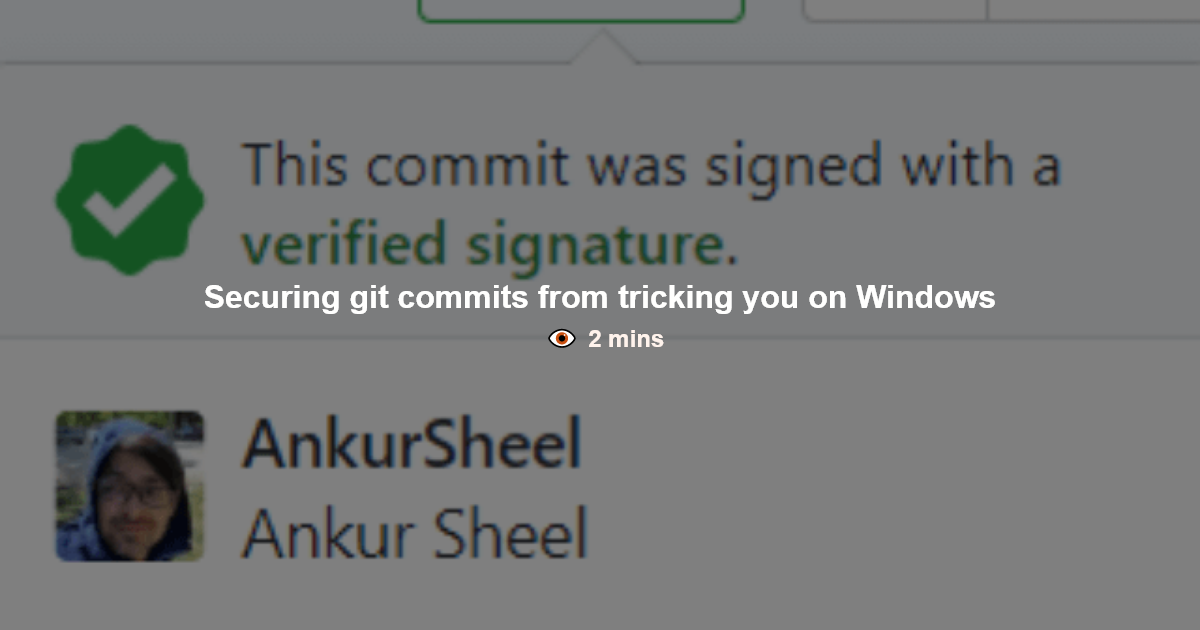 This commit was signed with a
verified signature.
Securing git commits from tricking you on Windows
2 mins
AnkurSheel
Ankur Sheel